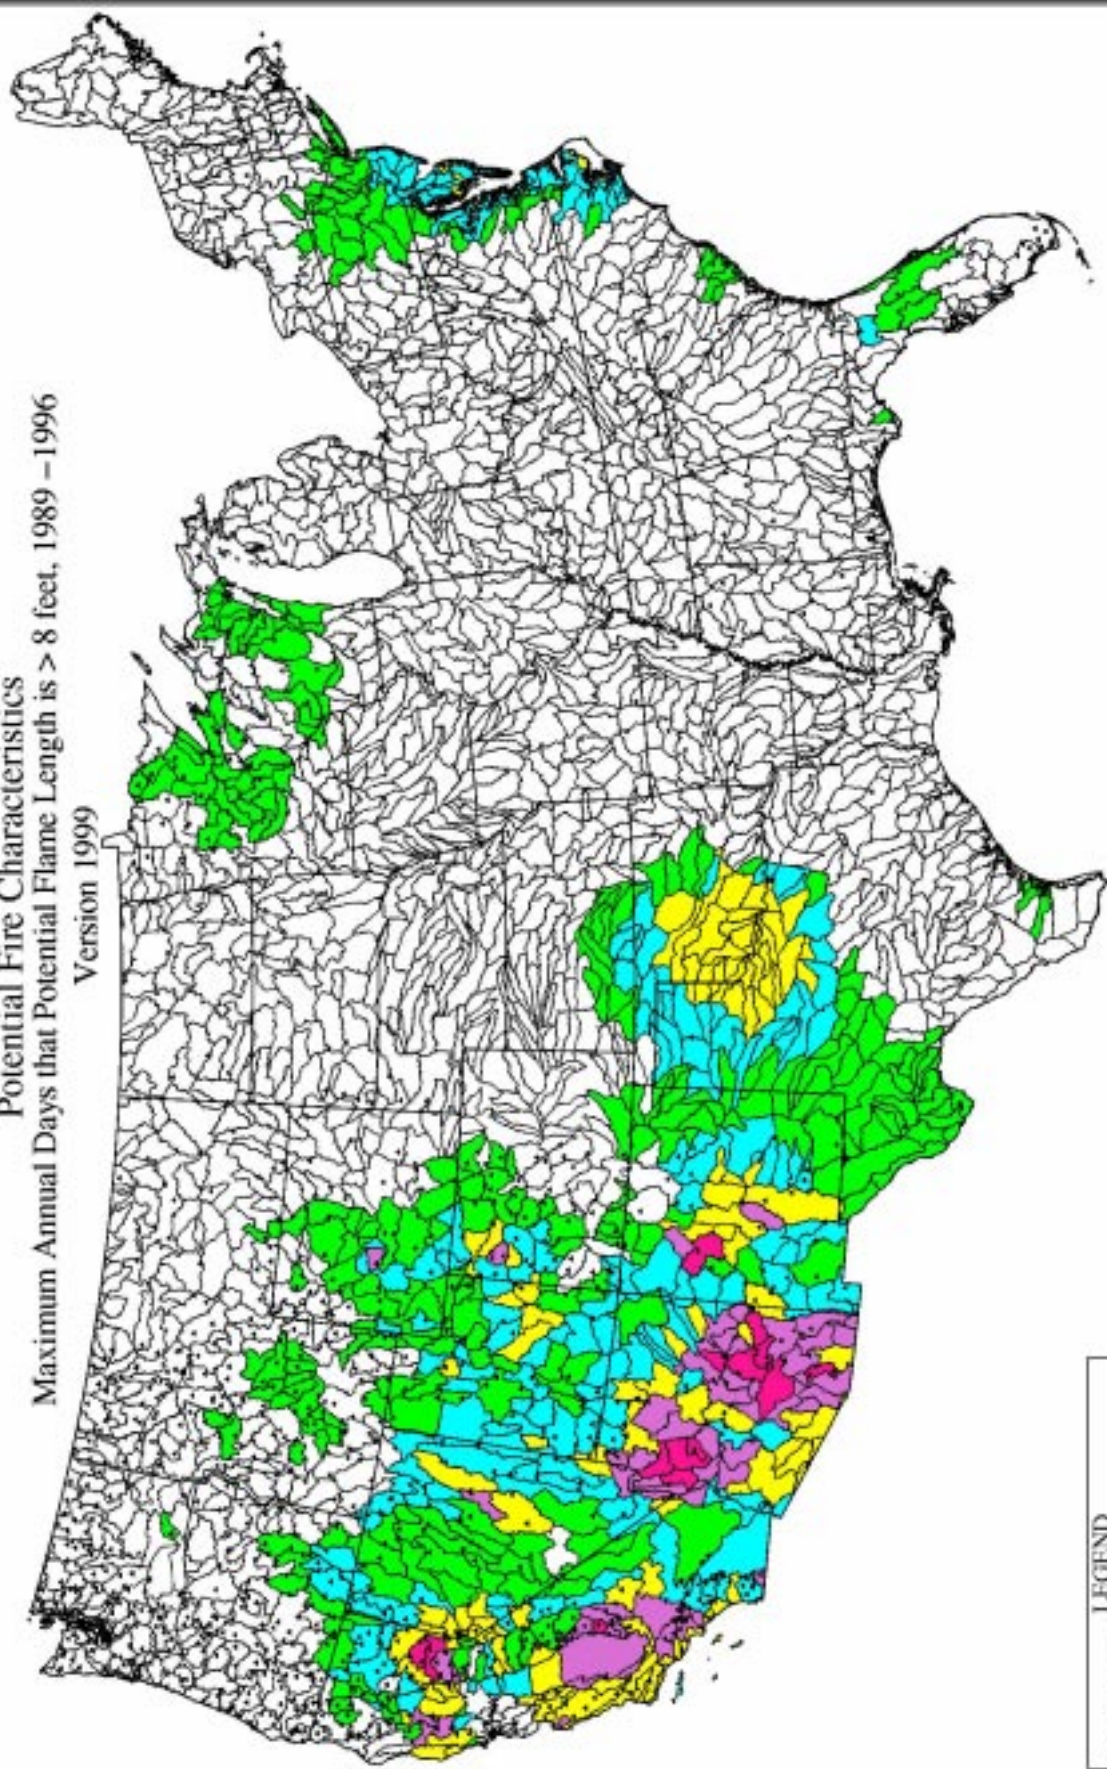 Potential Fire Characteristics
Maximum Annual Days that Potential Flame Length is > 8 feet, 1989 –1996
Version 1999
LEGEND